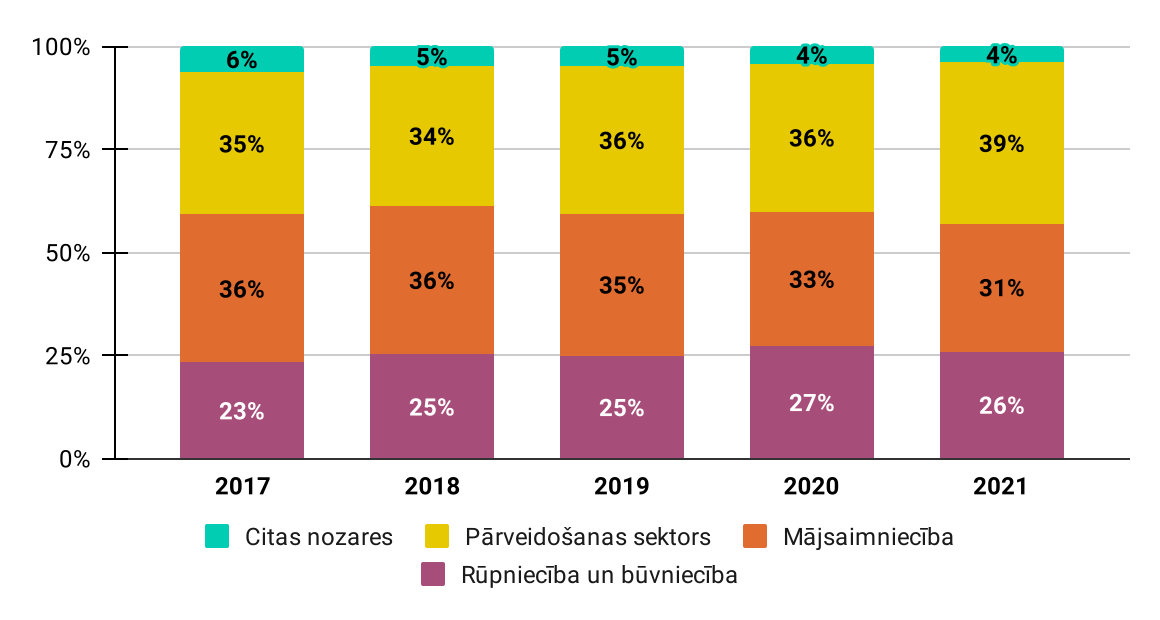 100%
75%
50%
25%
0%
6% 5% 5% 4% 4%
35% 34% 36% 36% 39%
36% 36% 35% 33% 31%
23% 25% 25% 27% 26%
2017 2018 2019 2020 2021
Citas nozares Pārveidošanas sektors Mājsaimniecība
Rūpniecība un būvniecība